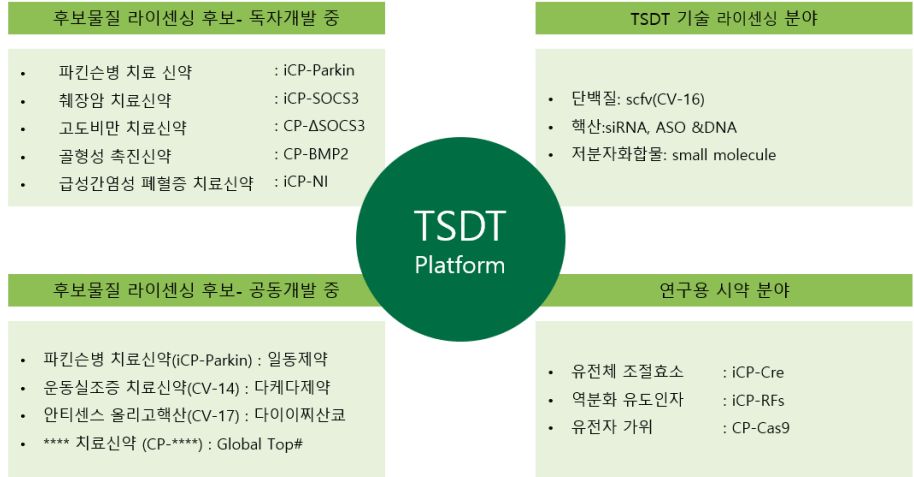 후보물질 라이센싱 후보- 독자개발 중
• 파킨슨병 치료 신약 : iCP-Parkin
• 췌장암 치료신약 : iCP-SOCS3
• 고도비만 치료신약 : CP-ΔSOCS3
• 골형성 촉진신약 : CP-BMP2
• 급성간염성 폐혈증 치료신약 : iCP-NI
TSDT 기술 라이센싱 분야
• 단백질: scfv(CV-16)
• 핵산:siRNA, ASO &DNA
• 저분자화합물: small molecule
TSDT
Platform
후보물질 라이센싱 후보- 공동개발 중
• 파킨슨병 치료신약(iCP-Parkin) : 일동제약
• 운동실조증 치료신약(CV-14) : 다케다제약
• 안티센스 올리고핵산(CV-17) : 다이이찌산쿄
• **** 치료신약 (CP-****) : Global Top#
연구용 시약 분야
• 유전체 조절효소 : iCP-Cre
• 역분화 유도인자 : iCP-RFs
• 유전자 가위 : CP-Cas9